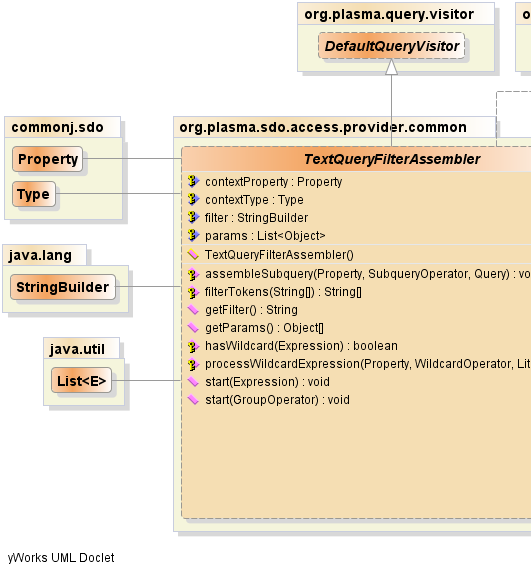 org.plasma.query.visitor
o
DefaultQueryVisitor
commonj.sdo
Property
Type
org.plasma.sdo.access.provider.common
TextQueryFilterAssembler
contextProperty : Property
contextType : Type
filter : StringBuilder
params : List<Object>
TextQueryFilterAssembler()
assembleSubquery(Property, SubqueryOperator, Query) : vo
filterTokens(String[]) : String[]
getFilter() : String
getParams() : Object[]
hasWildcard(Expression) : boolean
processWildcardExpression(Property, WildcardOperator, Lit
start(Expression) : void
start(GroupOperator) : void
java.lang
StringBuilder
java.util
List<E>
yWorks UML Doclet